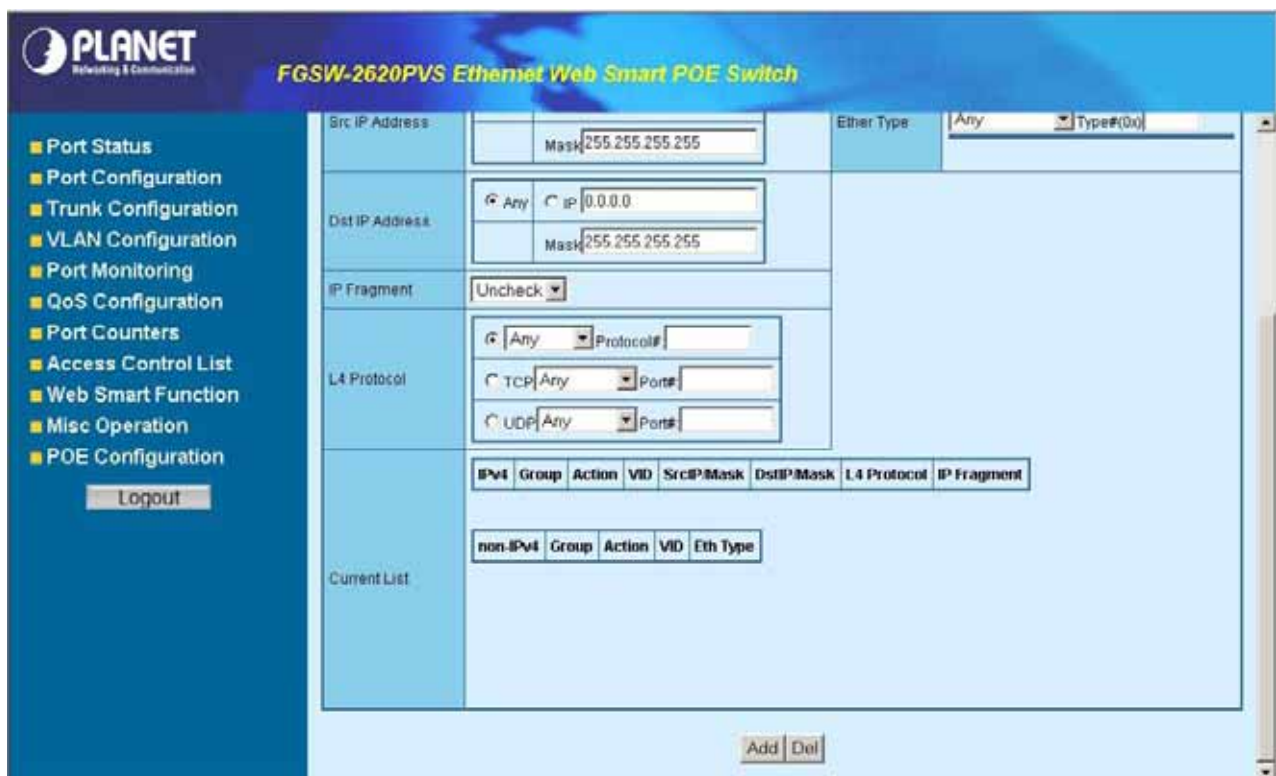 PLANET
Networking & Communication
FGSW-2620PVS Ethernet Web Smart POE Switch
Port Status
Port Configuration
Trunk Configuration
VLAN Configuration
Port Monitoring
QoS Configuration
Port Counters
Access Control List
Web Smart Function
Misc Operation
POE Configuration
Logout
Src IP Address
Mask 255.255.255.255
Ether Type Any Type#(0x)
Dst IP Address
Any IP 0.0.0.0
Mask 255.255.255.255
IP Fragment Uncheck
L4 Protocol
Any Protocol#
TCP Any Port#
UDP Any Port#
Current List
IPv4 Group Action VID SrcIP/Mask DstIP/Mask L4 Protocol IP Fragment
non-IPv4 Group Action VID Eth Type
Add Del